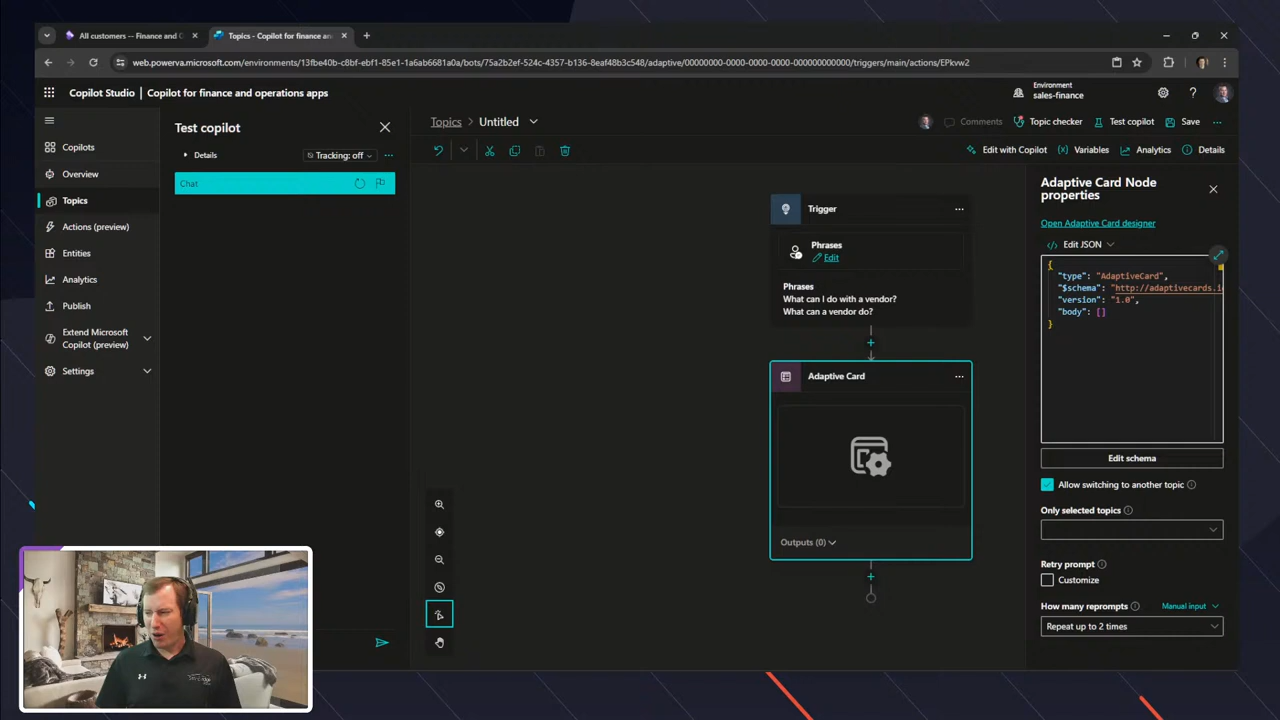 All customers -- Finance and C
Topics - Copilot for finance and
web.powerva.microsoft.com/environments/13fbe40b-c8bf-ebf1-85e1-1a6ab6681a0a/bots/75a2b2ef-524c-4357-b136-8eaf48b3c548/adaptive/00000000-0000-0000-0000-000000000000/triggers/main/actions/EPkvw2
Copilot Studio | Copilot for finance and operations apps
Environment
sales-finance
Copilots
Overview
Topics
Actions (preview)
Entities
Analytics
Publish
Extend Microsoft
Copilot (preview)
Settings
Test copilot
Details
Tracking: off
Chat
Topics > Untitled
Comments
Topic checker
Test copilot
Save
Edit with Copilot
(x) Variables
Analytics
Details
Trigger
Phrases
Edit
Phrases
What can I do with a vendor?
What can a vendor do?
Adaptive Card
Outputs (0)
Adaptive Card Node
properties
Open Adaptive Card designer
</> Edit JSON
{
"type": "AdaptiveCard",
"$schema": "http://adaptivecards.i
"version": "1.0",
"body": []
}
Edit schema
Allow switching to another topic
Only selected topics
Retry prompt
Customize
How many reprompts
Manual input
Repeat up to 2 times